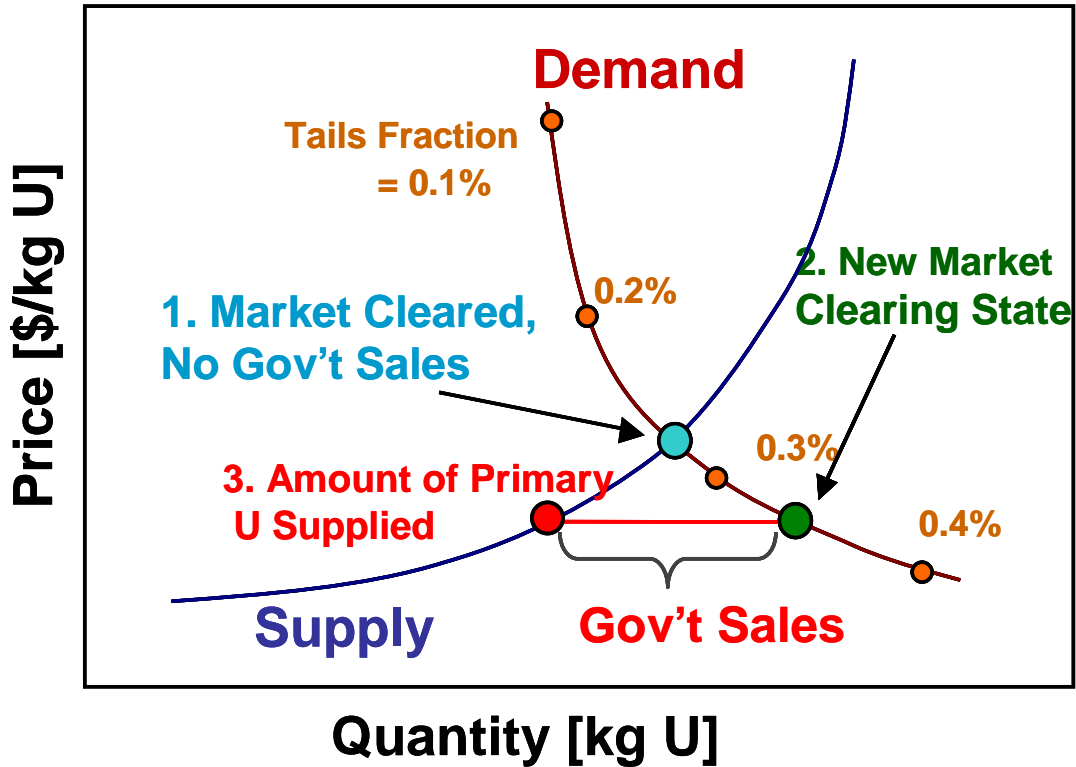 Demand
Tails Fraction
= 0.1%
2. New Market
Clearing State
0.2%
1. Market Cleared,
No Gov’t Sales
0.3%
3. Amount of Primary
U Supplied
0.4%
Supply
Gov’t Sales
Price [$/kg U]
Quantity [kg U]